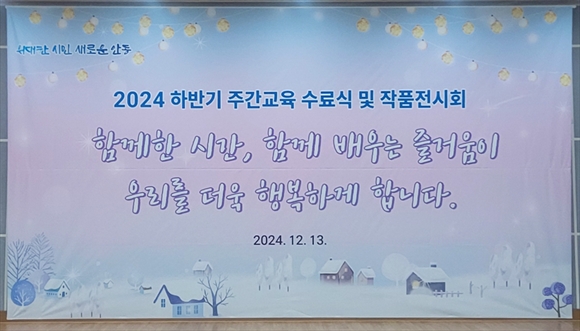 위대한 시민 새로운 안동
2024 하반기 주간교육 수료식 및 작품전시회
함께한 시간, 함께 배우는 즐거움이
우리를 더욱 행복하게 합니다.
2024. 12. 13.